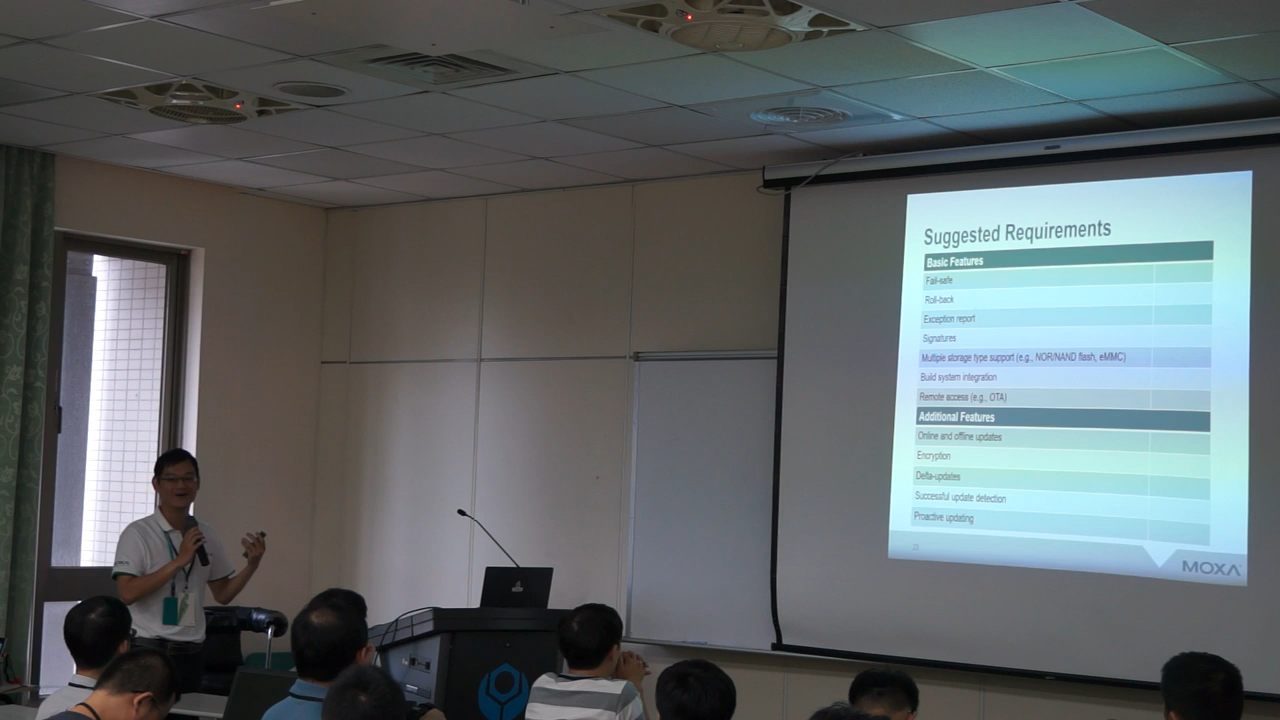 Suggested Requirements
Basic Features
Fail-safe
Roll-back
Exception report
Signatures
Multiple storage type support (e.g., NOR/NAND flash, eMMC)
Build system integration
Remote access (e.g., OTA)
Additional Features
Online and offline updates
Encryption
Delta-updates
Successful update detection
Proactive updating
MOXA